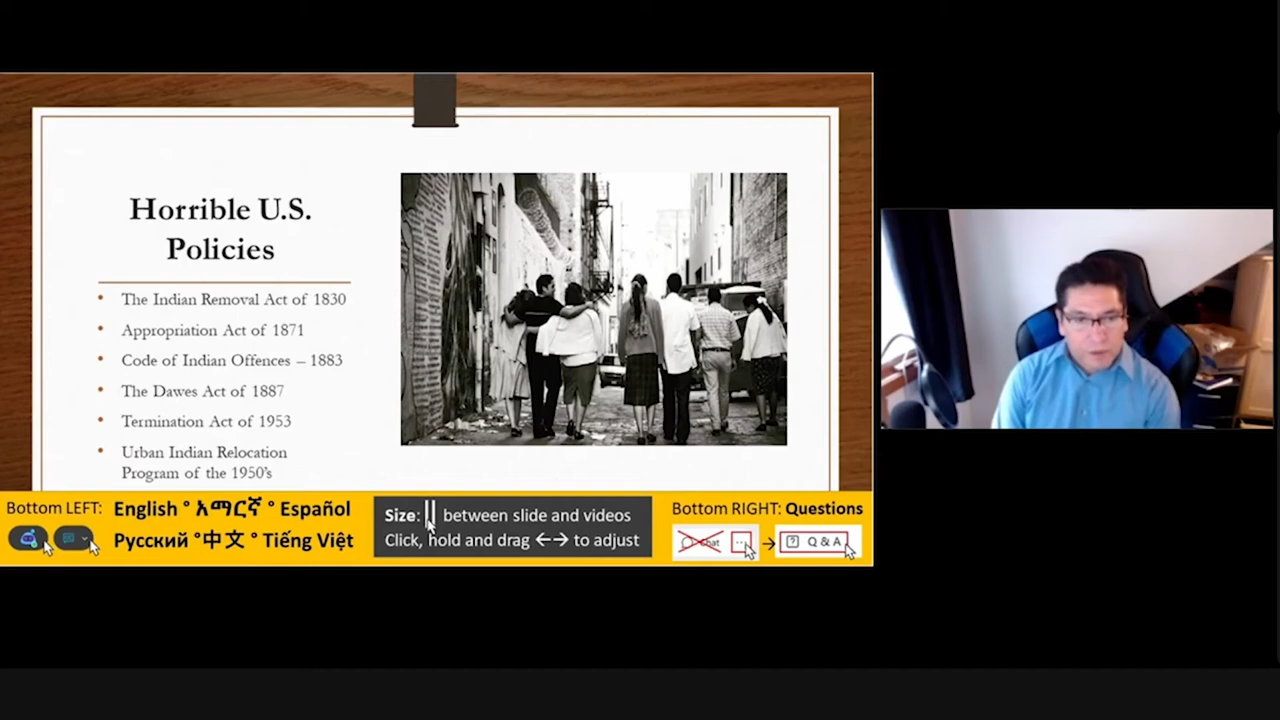 Horrible U.S.
Policies
• The Indian Removal Act of 1830
• Appropriation Act of 1871
• Code of Indian Offences – 1883
• The Dawes Act of 1887
• Termination Act of 1953
• Urban Indian Relocation
Program of the 1950's
Bottom LEFT: English ° አማርኛ ° Español
Русский ° 中文 ° Tiếng Việt
Size: || between slide and videos
Click, hold and drag ←→ to adjust
Bottom RIGHT: Questions
... → ? Q & A